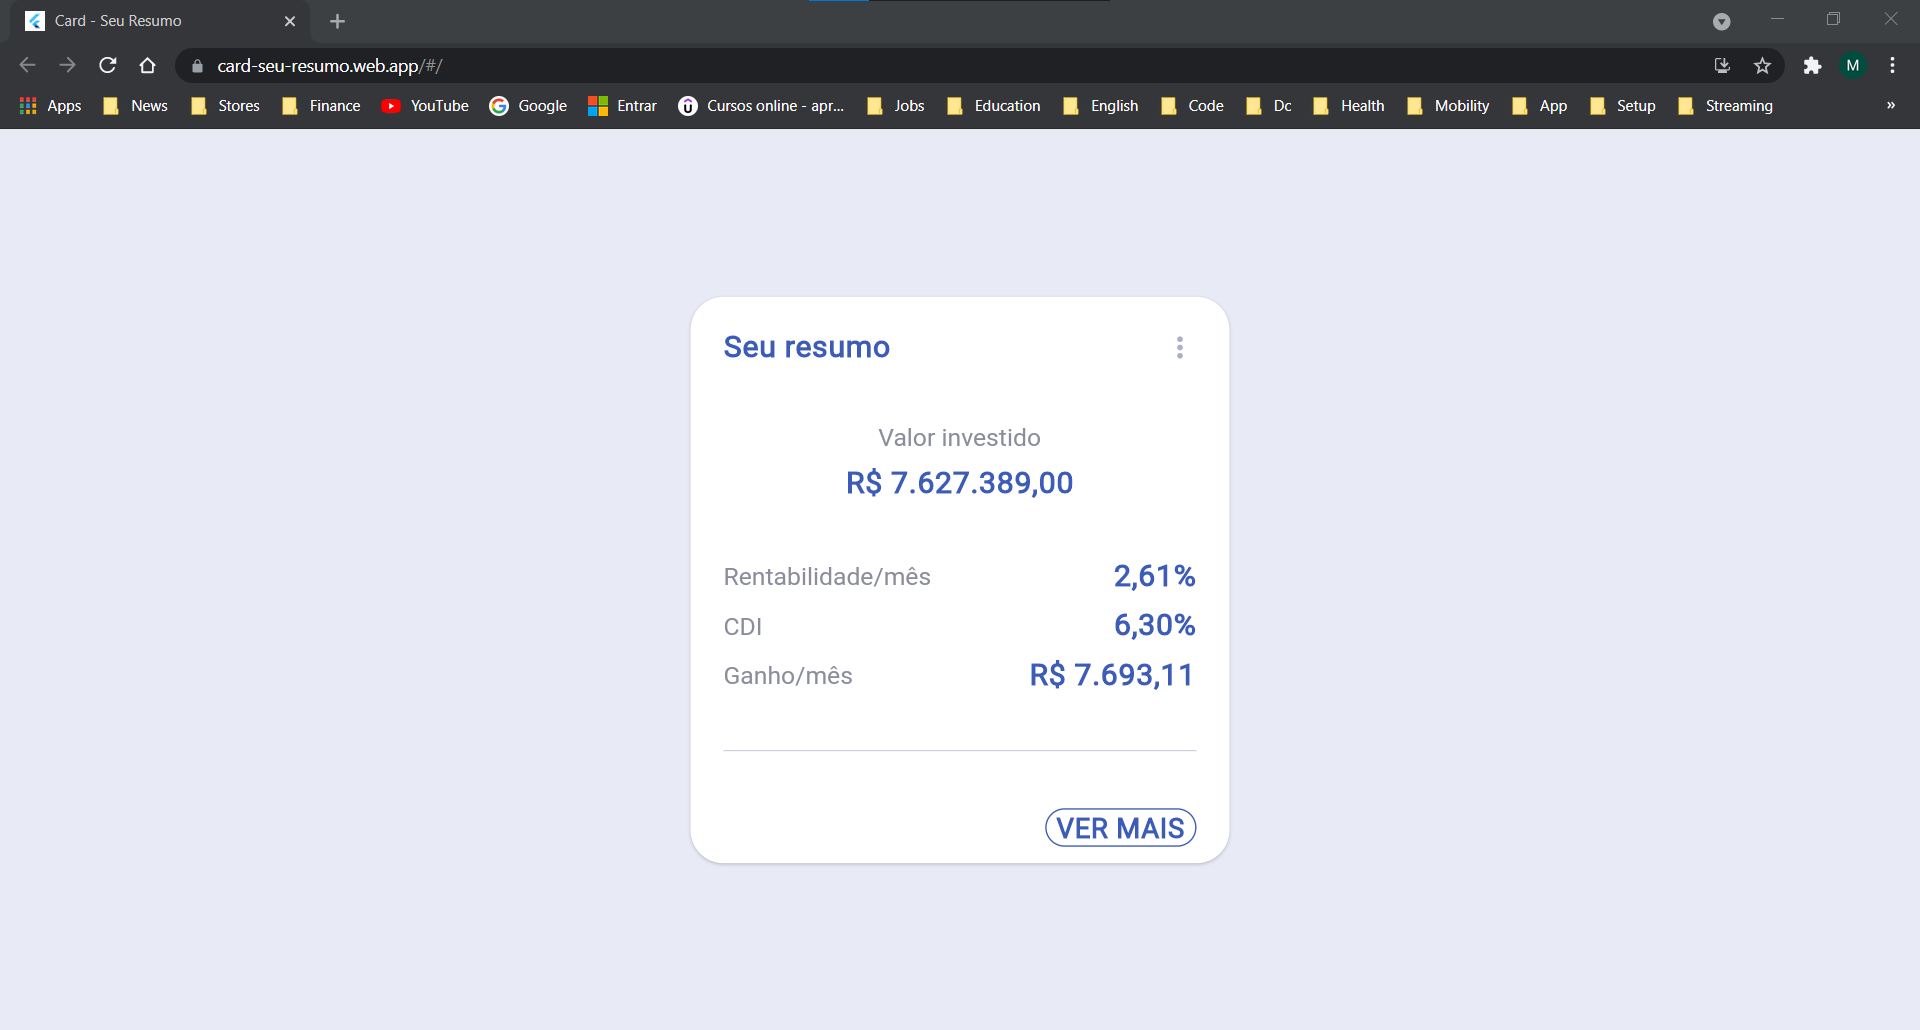 Card - Seu Resumo
card-seu-resumo.web.app/#/
M
Apps News Stores Finance YouTube Google Entrar Cursos online - apr... Jobs Education English Code Dc Health Mobility App Setup Streaming »
Seu resumo
Valor investido
R$ 7.627.389,00
Rentabilidade/mês 2,61%
CDI 6,30%
Ganho/mês R$ 7.693,11
VER MAIS